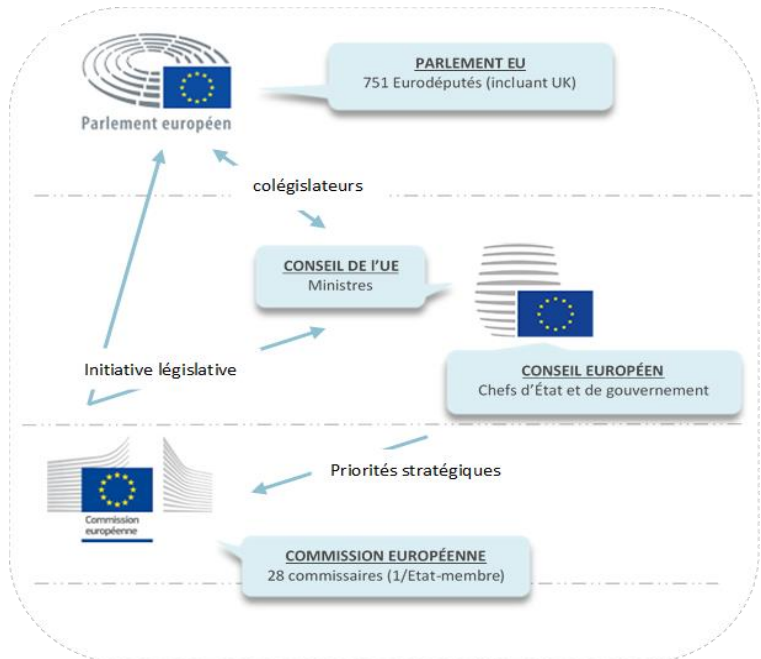 PARLEMENT EU
751 Eurodéputés (incluant UK)
Parlement européen
colégislateurs
CONSEIL DE l'UE
Ministres
Initiative législative
CONSEIL EUROPÉEN
Chefs d'État et de gouvernement
Priorités stratégiques
Commission
européenne
COMMISSION EUROPÉENNE
28 commissaires (1/Etat-membre)